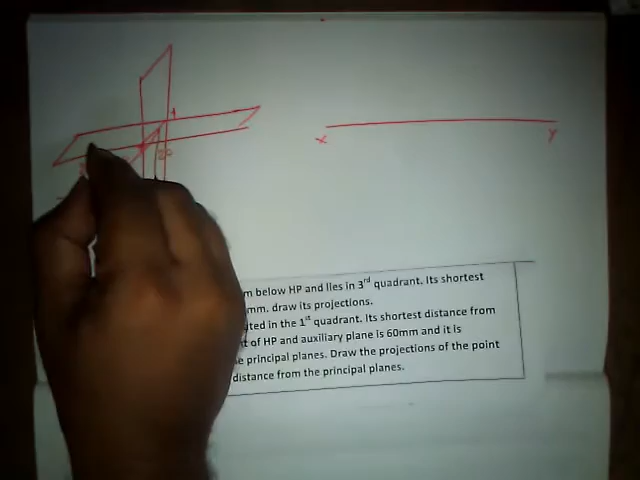 X Y
m below HP and lies in 3rd quadrant. Its shortest
mm. draw its projections.
ted in the 1st quadrant. Its shortest distance from
t of HP and auxiliary plane is 60mm and it is
e principal planes. Draw the projections of the point
distance from the principal planes.